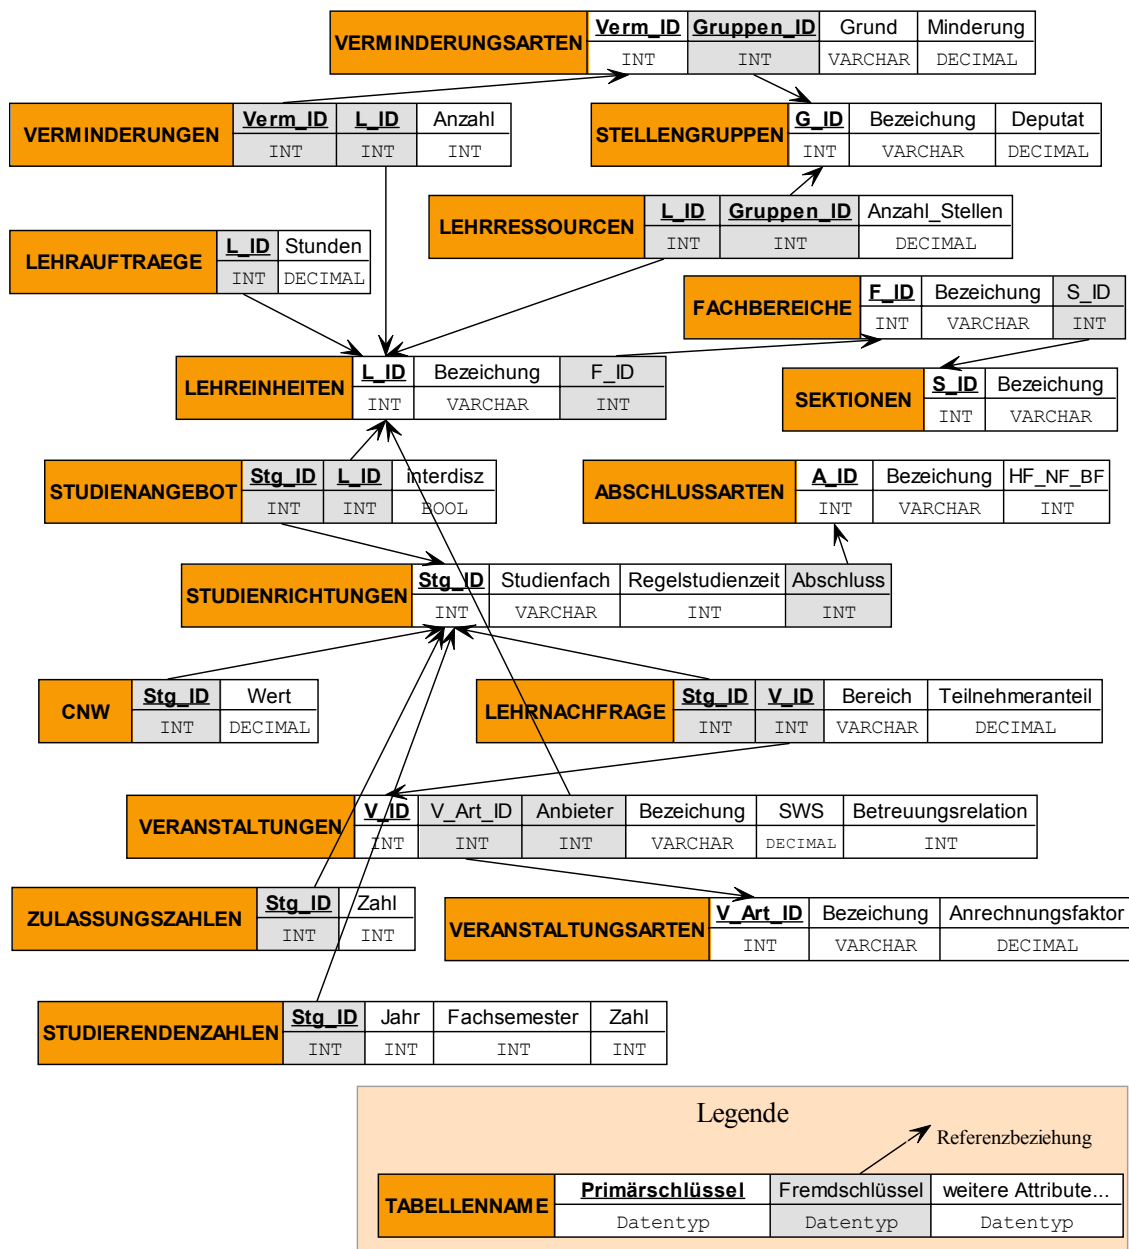 VERMINDERUNGSARTEN Verm_ID Gruppen_ID Grund Minderung
INT INT VARCHAR DECIMAL
VERMINDERUNGEN Verm_ID L_ID Anzahl
INT INT INT
STELLENGRUPPEN G_ID Bezeichung Deputat
INT VARCHAR DECIMAL
LEHRRESSOURCEN L_ID Gruppen_ID Anzahl_Stellen
INT INT DECIMAL
LEHRAUFTRAEGE L_ID Stunden
INT DECIMAL
FACHBEREICHE F_ID Bezeichung S_ID
INT VARCHAR INT
LEHREINHEITEN L_ID Bezeichung F_ID
INT VARCHAR INT
SEKTIONEN S_ID Bezeichung
INT VARCHAR
STUDIENANGEBOT Stg_ID L_ID interdisz
INT INT BOOL
ABSCHLUSSARTEN A_ID Bezeichung HF_NF_BF
INT VARCHAR INT
STUDIENRICHTUNGEN Stg_ID Studienfach Regelstudienzeit Abschluss
INT VARCHAR INT INT
CNW Stg_ID Wert
INT DECIMAL
LEHRNACHFRAGE Stg_ID V_ID Bereich Teilnehmeranteil
INT INT VARCHAR DECIMAL
VERANSTALTUNGEN V_ID V_Art_ID Anbieter Bezeichung SWS Betreuungsrelation
INT INT INT VARCHAR DECIMAL INT
ZULASSUNGSZAHLEN Stg_ID Zahl
INT INT
VERANSTALTUNGSARTEN V_Art_ID Bezeichung Anrechnungsfaktor
INT VARCHAR DECIMAL
STUDIERENDENZAHLEN Stg_ID Jahr Fachsemester Zahl
INT INT INT INT
Legende
Referenzbeziehung
TABELLENNAME Primärschlüssel Fremdschlüssel weitere Attribute...
Datentyp Datentyp Datentyp